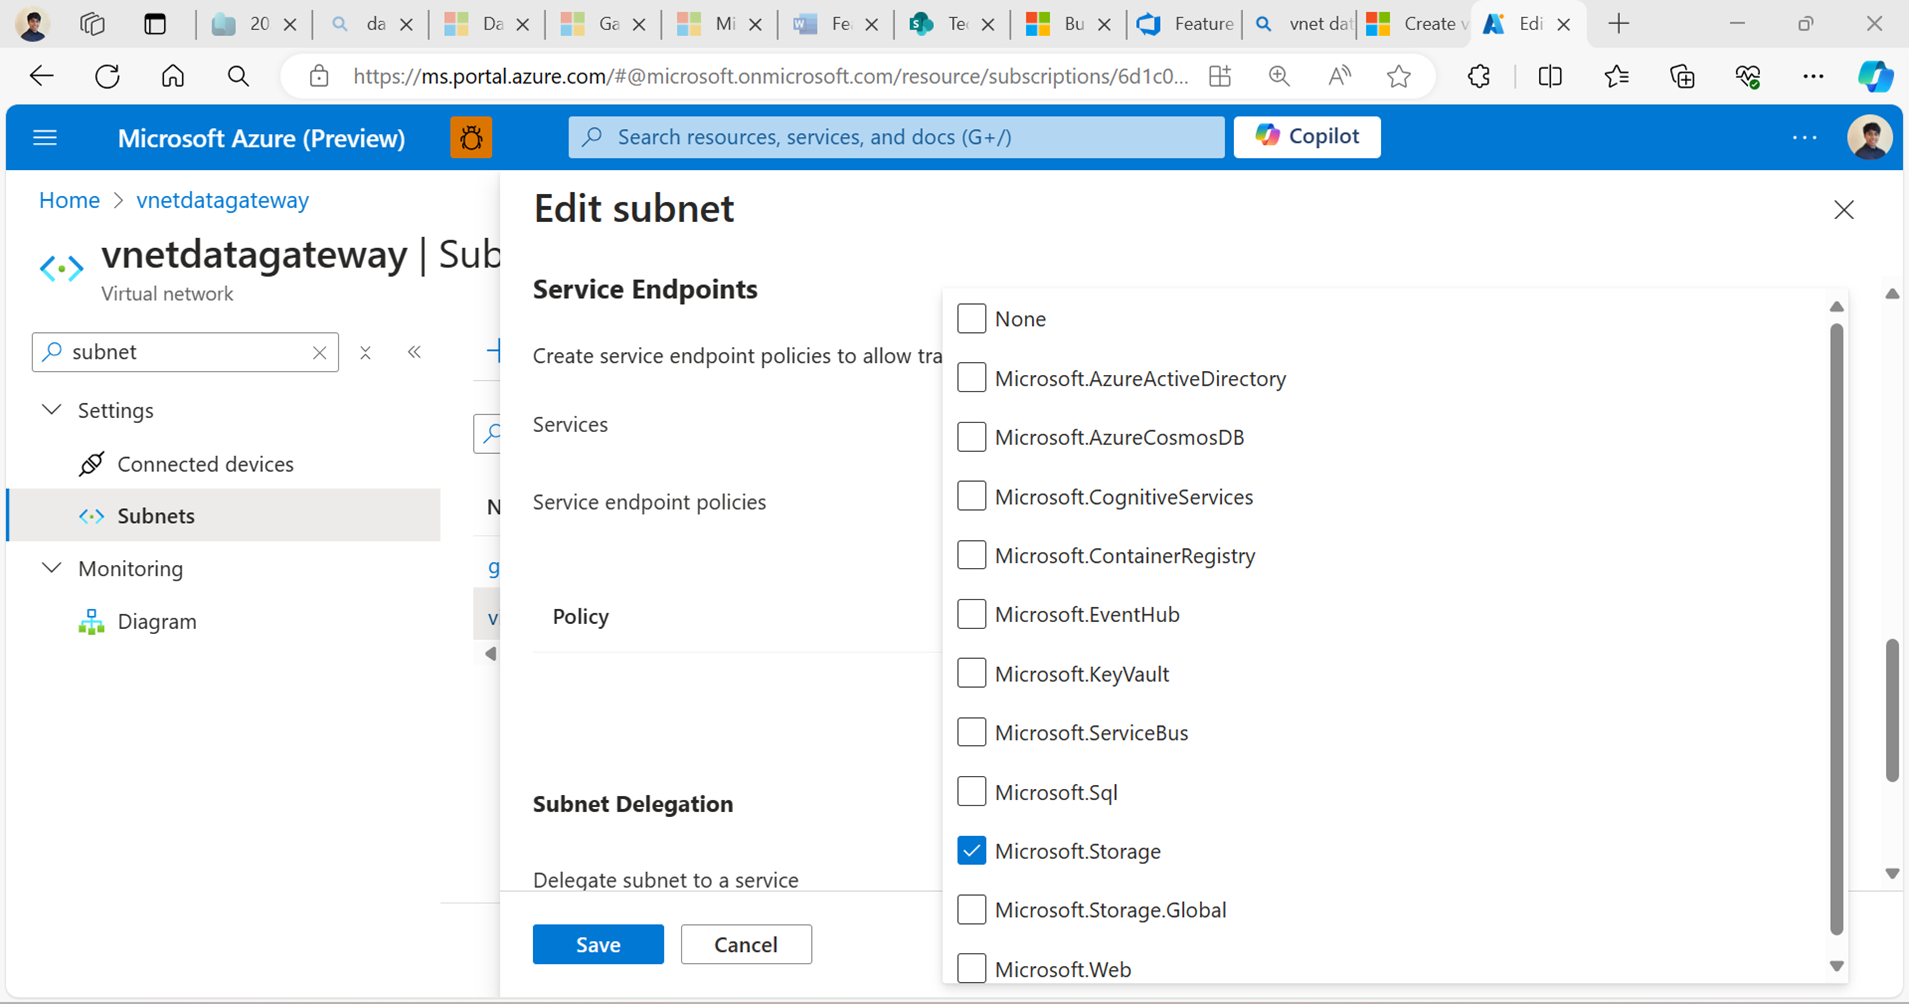 20
da
Da
Ga
Mi
Fe
Te
Bu
Feature
vnet dat
Create v
Edi
https://ms.portal.azure.com/#@microsoft.onmicrosoft.com/resource/subscriptions/6d1c0...
Microsoft Azure (Preview)
Search resources, services, and docs (G+/)
Copilot
Home > vnetdatagateway
vnetdatagateway | Sub
Virtual network
subnet
Settings
Connected devices
Subnets
Monitoring
Diagram
N
g
v
Edit subnet
Service Endpoints
Create service endpoint policies to allow tra
Services
Service endpoint policies
Policy
Subnet Delegation
Delegate subnet to a service
Save
Cancel
None
Microsoft.AzureActiveDirectory
Microsoft.AzureCosmosDB
Microsoft.CognitiveServices
Microsoft.ContainerRegistry
Microsoft.EventHub
Microsoft.KeyVault
Microsoft.ServiceBus
Microsoft.Sql
Microsoft.Storage
Microsoft.Storage.Global
Microsoft.Web